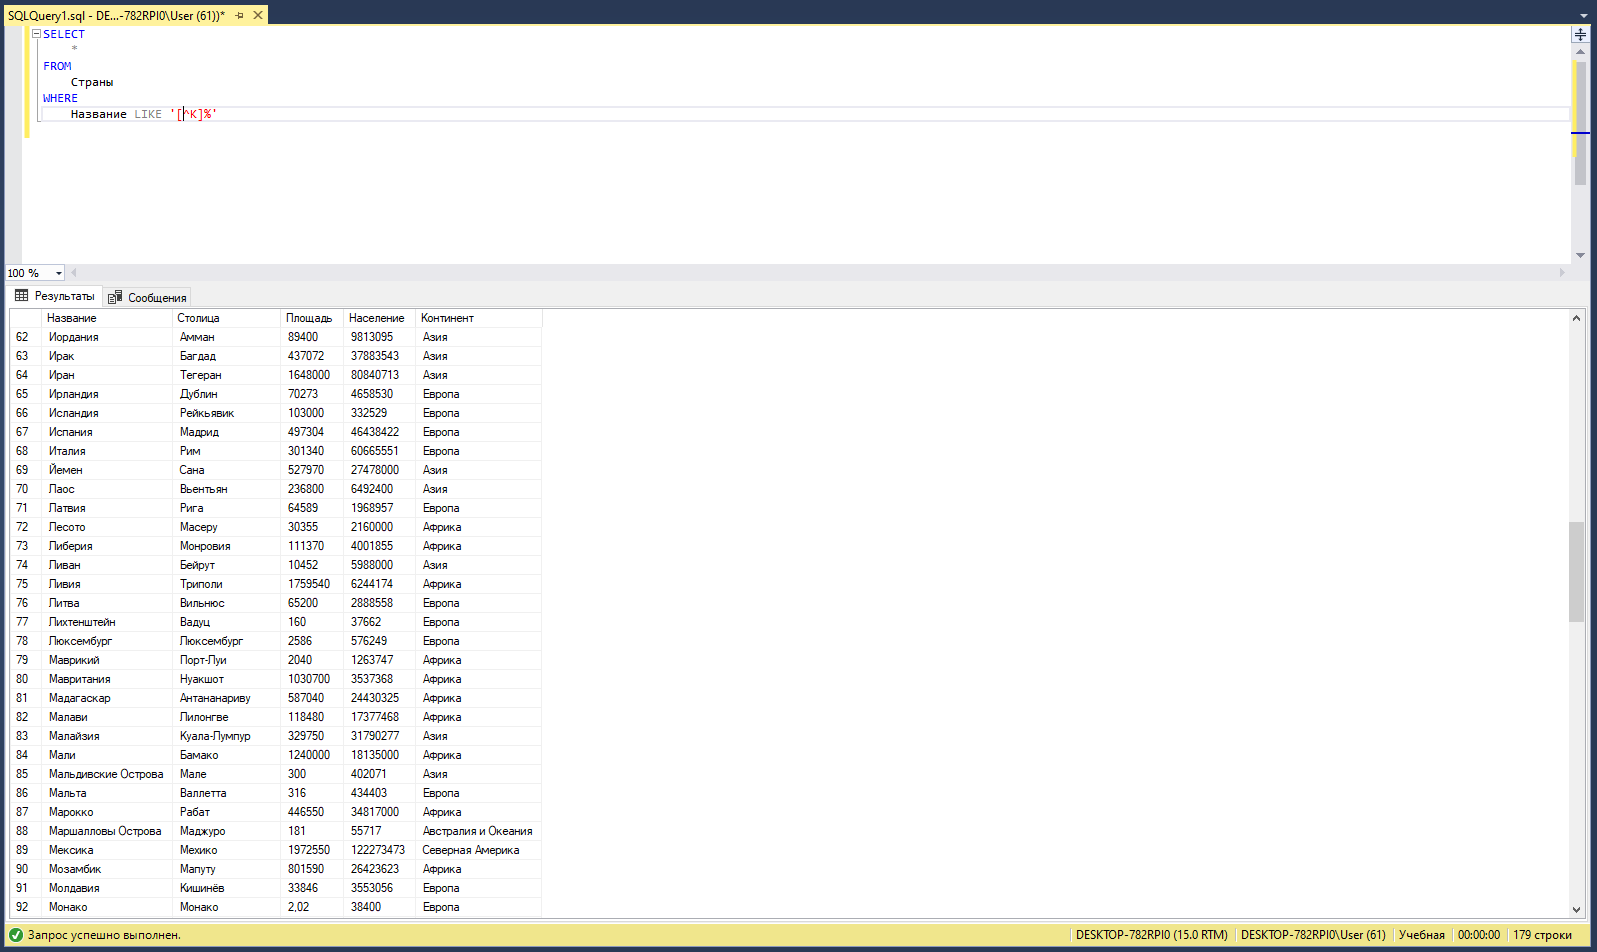 SQLQuery1.sql - DE...-782RPI0\User (61))*
SELECT
*
FROM
Страны
WHERE
Название LIKE '[^К]%'
100 %
Результаты Сообщения
Название Столица Площадь Население Континент
62 Иордания Амман 89400 9813095 Азия
63 Ирак Багдад 437072 37883543 Азия
64 Иран Тегеран 1648000 80840713 Азия
65 Ирландия Дублин 70273 4658530 Европа
66 Исландия Рейкьявик 103000 332529 Европа
67 Испания Мадрид 497304 46438422 Европа
68 Италия Рим 301340 60665551 Европа
69 Йемен Сана 527970 27478000 Азия
70 Лаос Вьентьян 236800 6492400 Азия
71 Латвия Рига 64589 1968957 Европа
72 Лесото Масеру 30355 2160000 Африка
73 Либерия Монровия 111370 4001855 Африка
74 Ливан Бейрут 10452 5988000 Азия
75 Ливия Триполи 1759540 6244174 Африка
76 Литва Вильнюс 65200 2888558 Европа
77 Лихтенштейн Вадуц 160 37662 Европа
78 Люксембург Люксембург 2586 576249 Европа
79 Маврикий Порт-Луи 2040 1263747 Африка
80 Мавритания Нуакшот 1030700 3537368 Африка
81 Мадагаскар Антананариву 587040 24430325 Африка
82 Малави Лилонгве 118480 17377468 Африка
83 Малайзия Куала-Лумпур 329750 31790277 Азия
84 Мали Бамако 1240000 18135000 Африка
85 Мальдивские Острова Мале 300 402071 Азия
86 Мальта Валлетта 316 434403 Европа
87 Марокко Рабат 446550 34817000 Африка
88 Маршалловы Острова Маджуро 181 55717 Австралия и Океания
89 Мексика Мехико 1972550 122273473 Северная Америка
90 Мозамбик Мапуту 801590 26423623 Африка
91 Молдавия Кишинёв 33846 3553056 Европа
92 Монако Монако 2,02 38400 Европа
Запрос успешно выполнен. DESKTOP-782RPI0 (15.0 RTM) DESKTOP-782RPI0\User (61) Учебная 00:00:00 179 строки